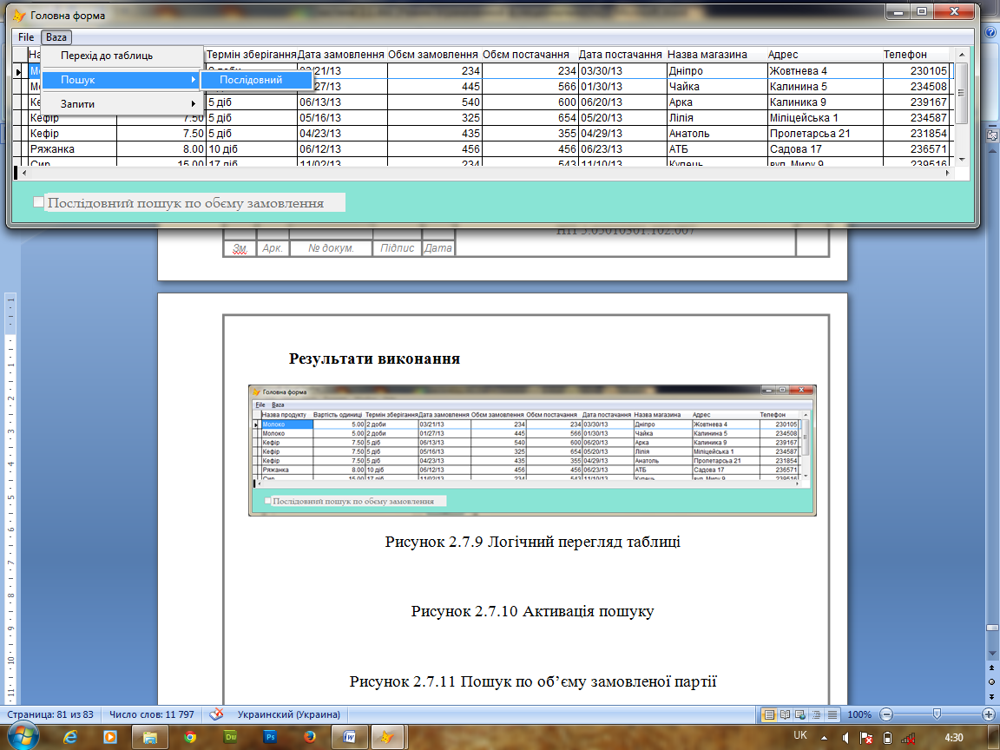 Головна форма
File Baza
На Термін зберігання Дата замовлення Обєм замовлення Обєм постачання Дата постачання Назва магазина Адрес Телефон
Перехід до таблиць
Мо 2 доби 03/21/13 234 234 03/30/13 Дніпро Жовтнева 4 230105
Пошук Послідовний
Мо 27/13 445 566 01/30/13 Чайка Калинина 5 234508
Запити
Ке 5 діб 06/13/13 540 600 06/20/13 Арка Калиника 9 239167
Кефір 7.50 5 діб 05/16/13 325 654 05/20/13 Лілія Міліцейська 1 234587
Кефір 7.50 5 діб 04/23/13 435 355 04/29/13 Анатоль Пролетарсьа 21 231854
Ряжанка 8.00 10 діб 06/12/13 456 456 06/23/13 АТБ Садова 17 236571
Сир 15.00 17 діб 11/02/13 234 543 11/10/13 Купець вул. Миру 9 239516
Послідовний пошук по обєму замовлення
НП 5.05010301.102.007
Зм. Арк. № докум. Підпис Дата
Результати виконання
Головна форма
File Baza
Назва продукту Вартість одиниці Термін зберігання Дата замовлення Обєм замовлення Обєм постачання Дата постачання Назва магазина Адрес Телефон
Молоко 5.00 2 доби 03/21/13 234 234 03/30/13 Дніпро Жовтнева 4 230105
Молоко 5.00 2 доби 01/27/13 445 566 01/30/13 Чайка Калинина 5 234508
Кефір 7.50 5 діб 06/13/13 540 600 06/20/13 Арка Калиника 9 239167
Кефір 7.50 5 діб 05/16/13 325 654 05/20/13 Лілія Міліцейська 1 234587
Кефір 7.50 5 діб 04/23/13 435 355 04/29/13 Анатоль Пролетарсьа 21 231854
Ряжанка 8.00 10 діб 06/12/13 456 456 06/23/13 АТБ Садова 17 236571
Сир 15.00 17 діб 11/02/13 234 543 11/10/13 Купець вул. Миру 9 239516
Послідовний пошук по обєму замовлення
Рисунок 2.7.9 Логічний перегляд таблиці
Рисунок 2.7.10 Активація пошуку
Рисунок 2.7.11 Пошук по об’єму замовленої партії
Страница: 81 из 83 Число слов: 11 797 Украинский (Украина) 100%
UK 4:30